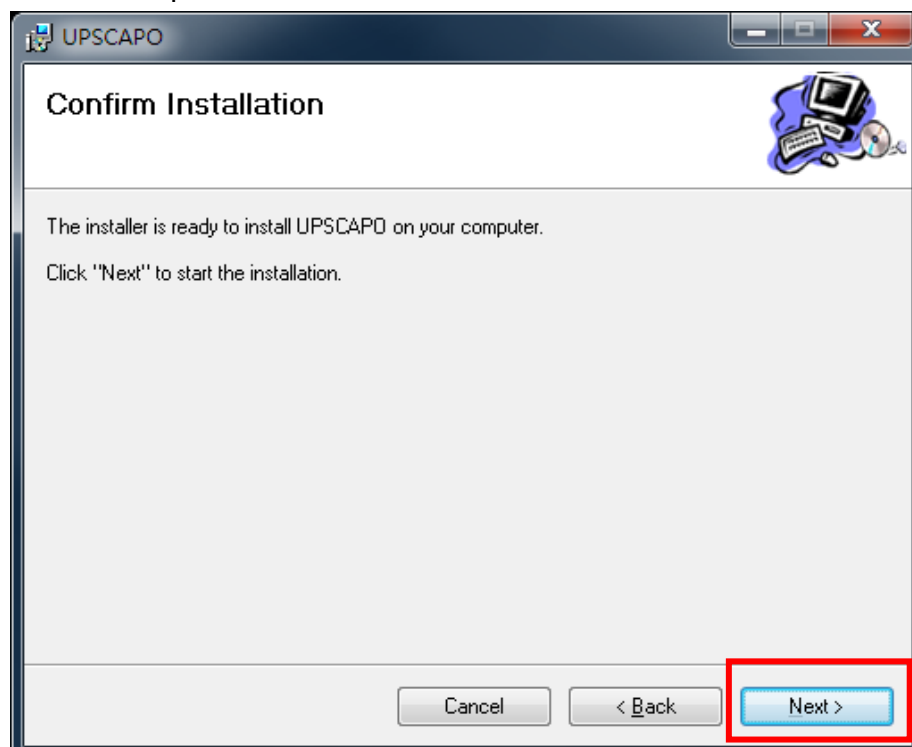 UPSCAPO
Confirm Installation
The installer is ready to install UPSCAPO on your computer.
Click "Next" to start the installation.
Cancel
< Back
Next >